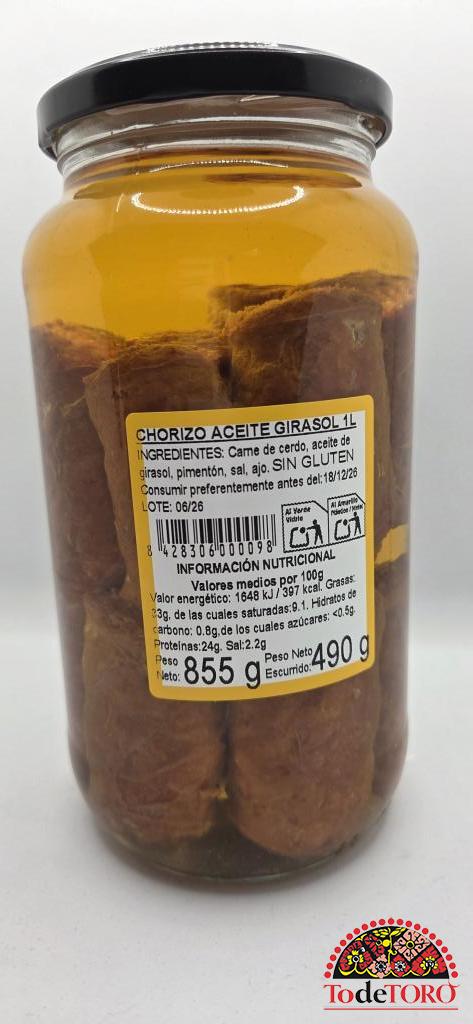 CHORIZO ACEITE GIRASOL 1L
INGREDIENTES: Carne de cerdo, aceite de
girasol, pimentón, sal, ajo. SIN GLUTEN
Consumir preferentemente antes del:18/12/26
LOTE: 06/26
Al Verde
Vidrio
Al Amarillo
8 428306 000098
INFORMACIÓN NUTRICIONAL
Valores medios por 100g
Valor energético: 1648 kJ / 397 kcal. Grasas:
33g, de las cuales saturadas:9.1. Hidratos de
carbono: 0.8g,de los cuales azúcares: <0.5g.
Proteínas:24g. Sal:2.2g
Peso Neto: 855 g Peso Neto Escurrido: 490 g
TodeTORO